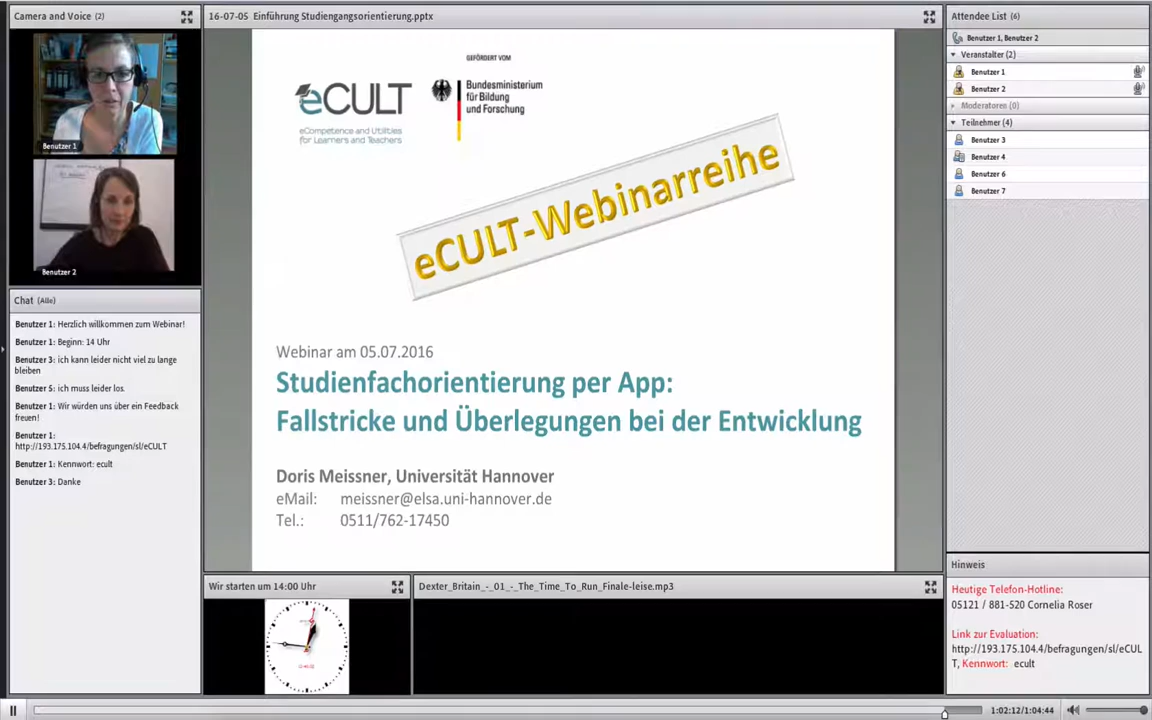 Camera and Voice (2)
Benutzer 1
Benutzer 2
Chat (Alle)
Benutzer 1: Herzlich willkommen zum Webinar!
Benutzer 1: Beginn: 14 Uhr
Benutzer 3: ich kann leider nicht viel zu lange
bleiben
Benutzer 5: ich muss leider los.
Benutzer 1: Wir würden uns über ein Feedback
freuen!
Benutzer 1:
http://193.175.104.4/befragungen/sl/eCULT
Benutzer 1: Kennwort: ecult
Benutzer 3: Danke
16-07-05 Einführung Studiengangsorientierung.pptx
GEFÖRDERT VOM
eCULT
eCompetence and Utilities
for Learners and Teachers
Bundesministerium
für Bildung
und Forschung
eCULT-Webinarreihe
Webinar am 05.07.2016
Studienfachorientierung per App:
Fallstricke und Überlegungen bei der Entwicklung
Doris Meissner, Universität Hannover
eMail: meissner@elsa.uni-hannover.de
Tel.: 0511/762-17450
Wir starten um 14:00 Uhr
Dexter_Britain_-_01_-_The_Time_To_Run_Finale-leise.mp3
Attendee List (6)
Benutzer 1, Benutzer 2
Veranstalter (2)
Benutzer 1
Benutzer 2
Moderatoren (0)
Teilnehmer (4)
Benutzer 3
Benutzer 4
Benutzer 6
Benutzer 7
Hinweis
Heutige Telefon-Hotline:
05121 / 881-520 Cornelia Roser
Link zur Evaluation:
http://193.175.104.4/befragungen/sl/eCUL
T, Kennwort: ecult
1:02:12/1:04:44